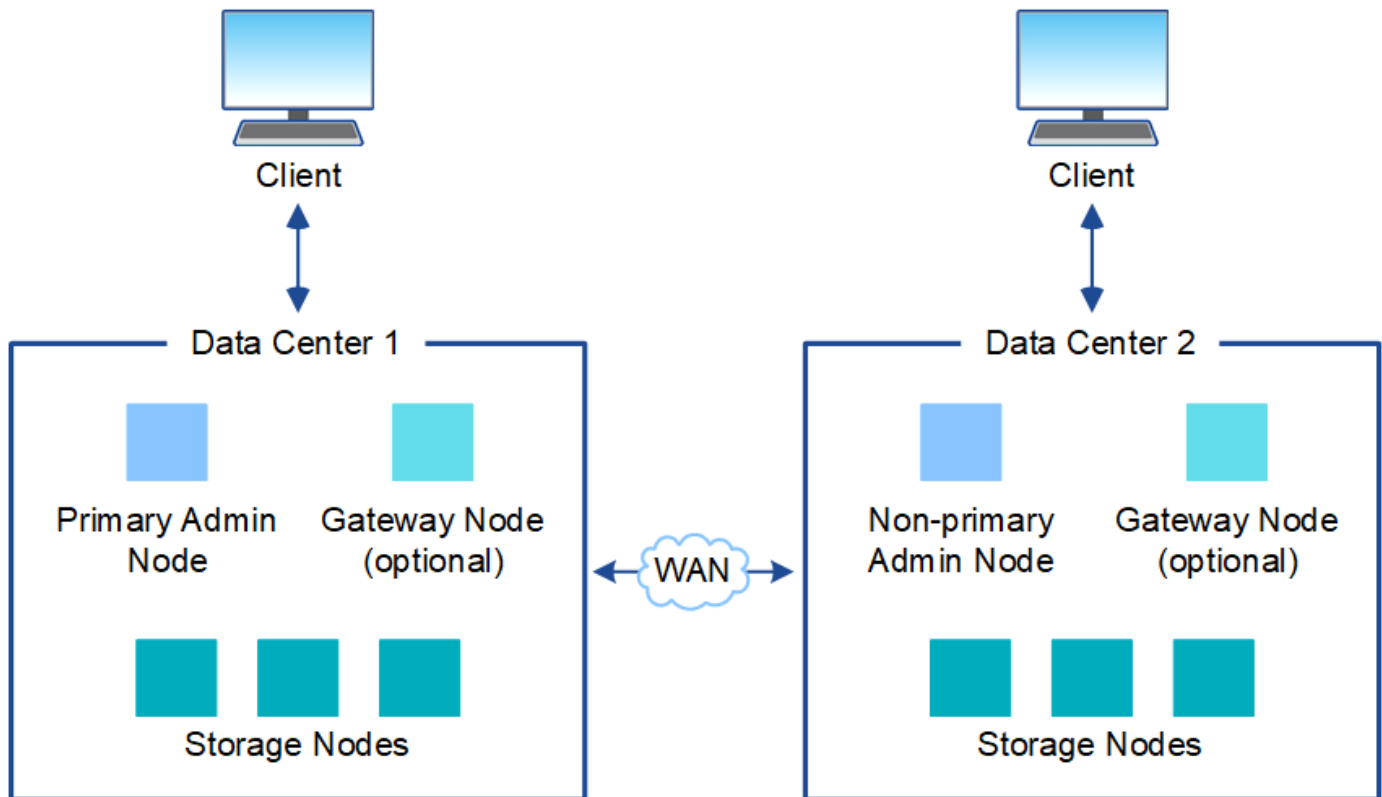 Client
Client
Data Center 1
Data Center 2
Primary Admin
Node
Gateway Node
(optional)
Non-primary
Admin Node
Gateway Node
(optional)
WAN
Storage Nodes
Storage Nodes